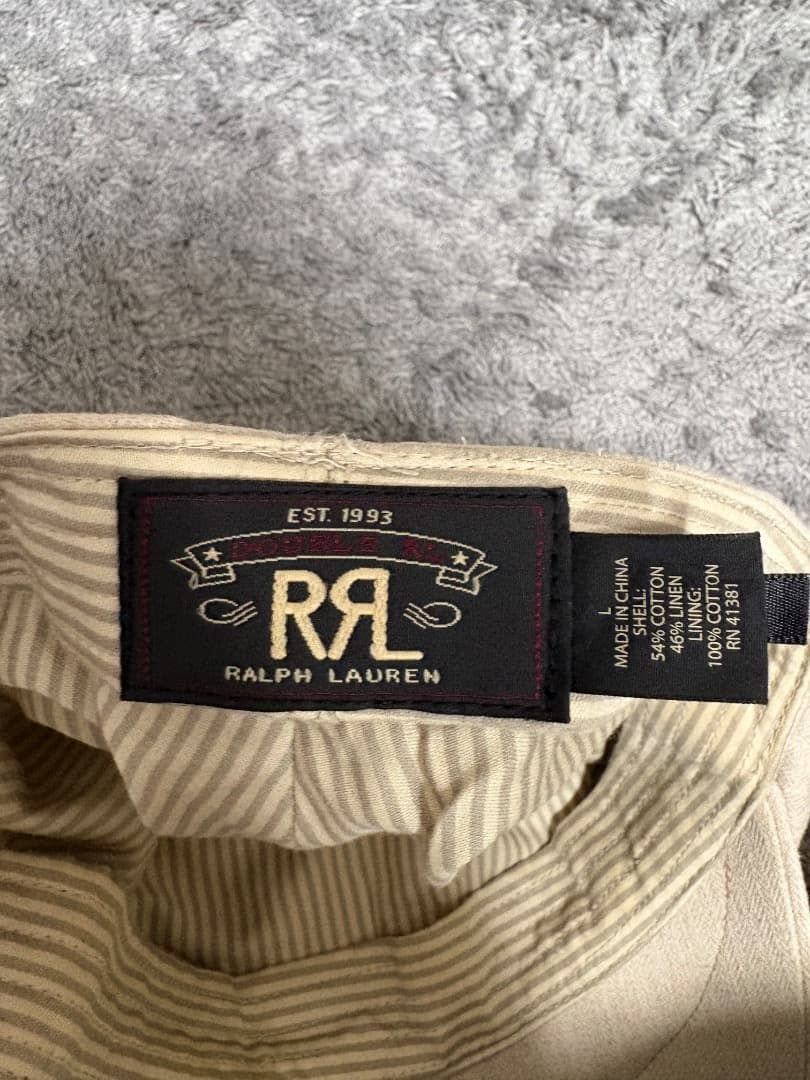 EST. 1993
DOUBLE RL
RRL
RALPH LAUREN
L
MADE IN CHINA
SHELL:
54% COTTON
46% LINEN
LINING:
100% COTTON
RN 41381